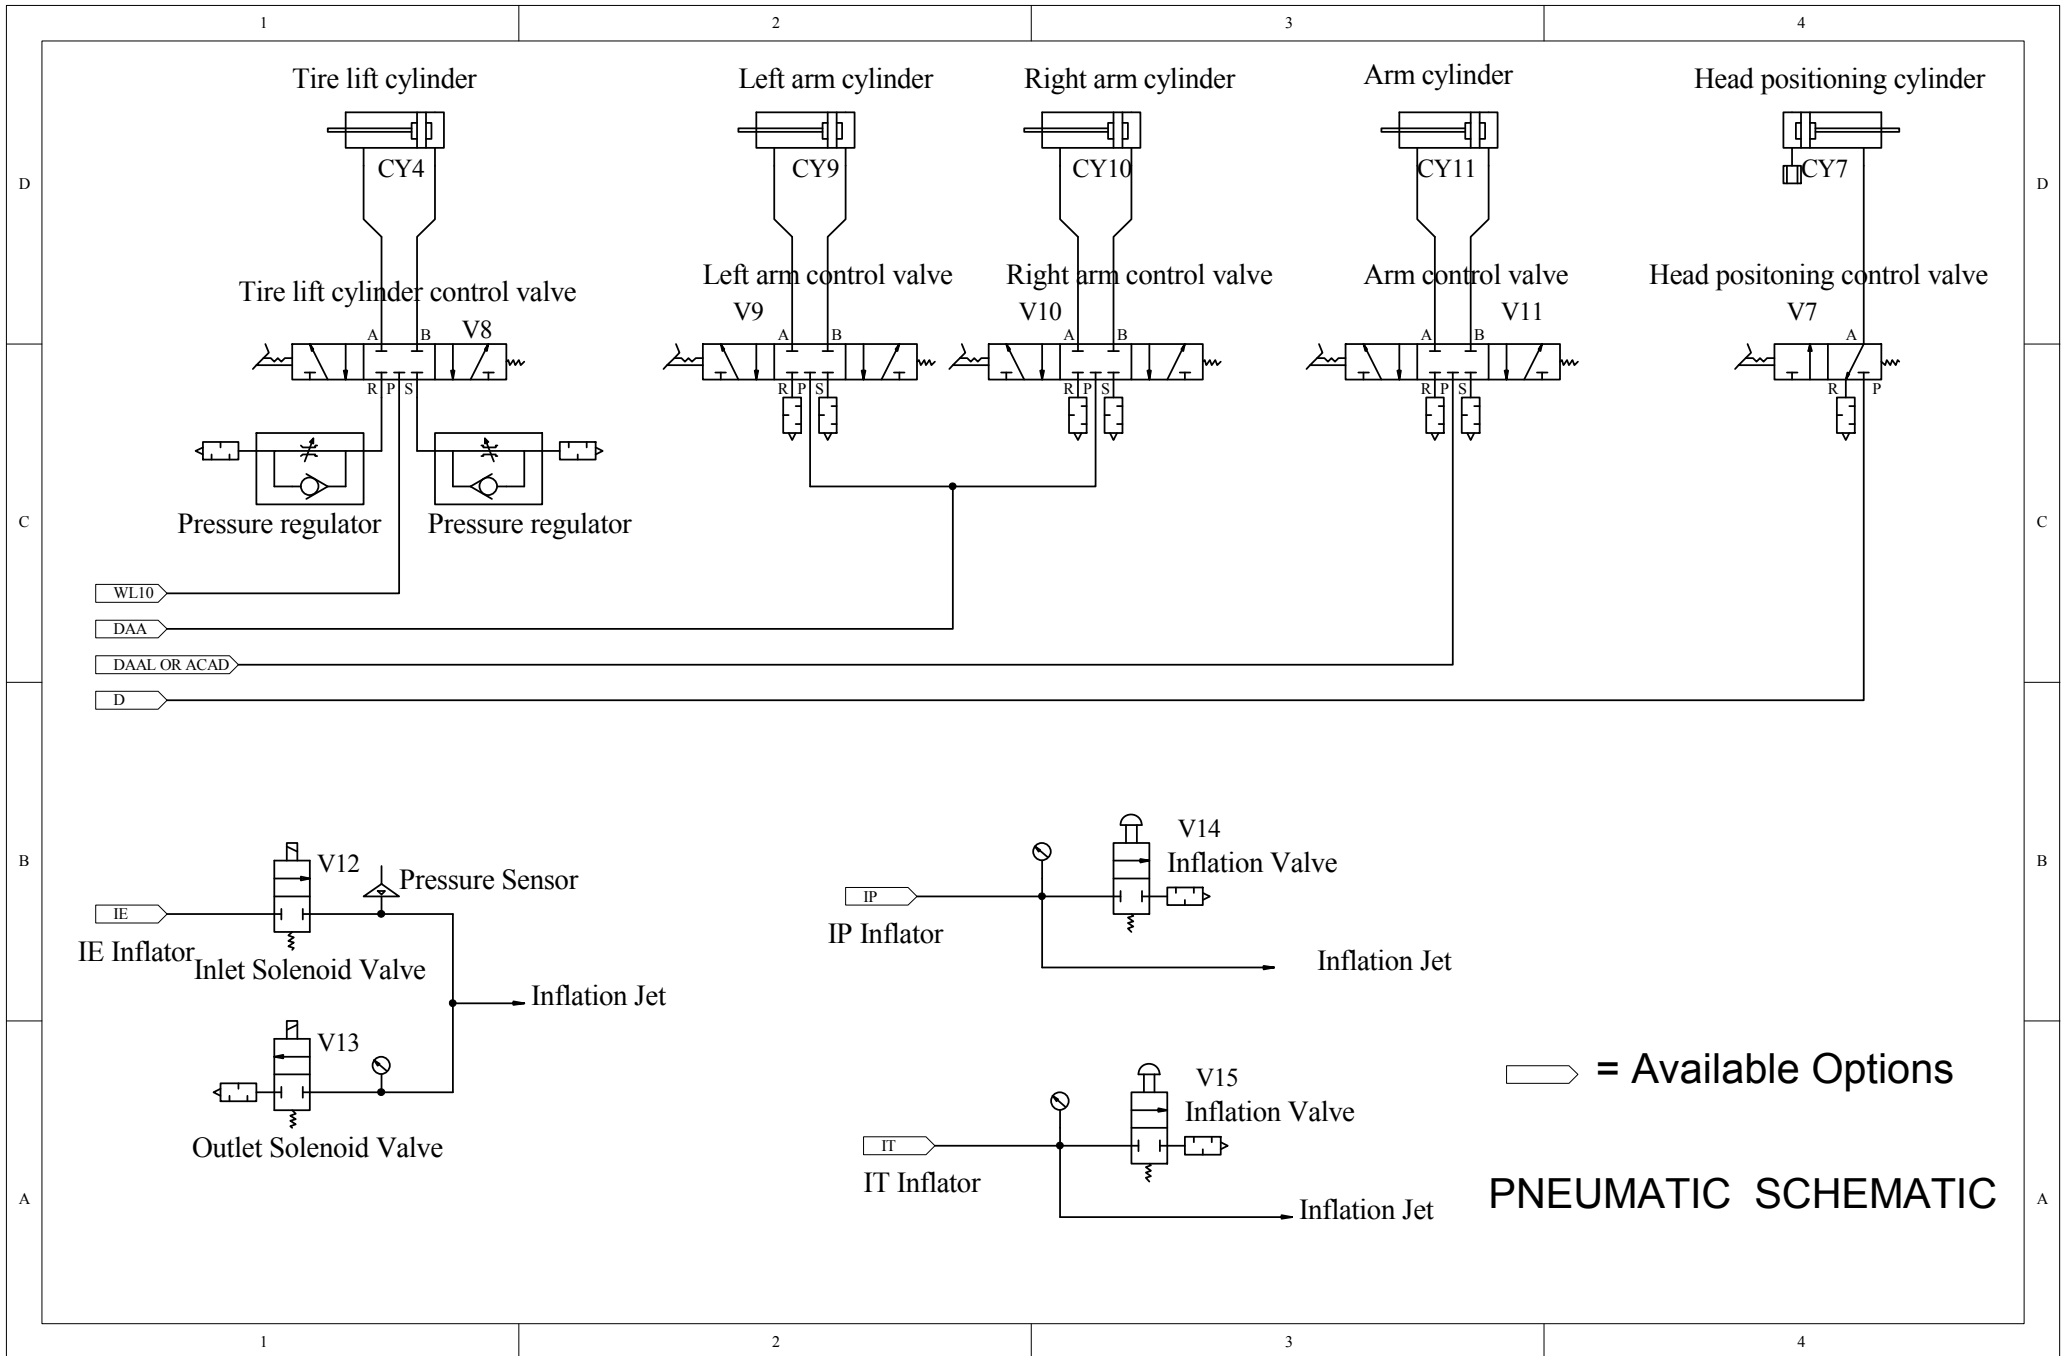 1 2 3 4
Tire lift cylinder
Left arm cylinder
Right arm cylinder
Arm cylinder
Head positioning cylinder
CY4
CY9
CY10
CY11
CY7
D D
Tire lift cylinder control valve
Left arm control valve
Right arm control valve
Arm control valve
Head positoning control valve
V8
V9
V10
V11
V7
A B
A B
A B
A B
A
R P S
R P S
R P S
R P S
R P
Pressure regulator
Pressure regulator
C C
WL10
DAA
DAAL OR ACAD
D
V12
Pressure Sensor
IE
IE Inflator
Inlet Solenoid Valve
Inflation Jet
V13
Outlet Solenoid Valve
B B
V14
Inflation Valve
IP
IP Inflator
Inflation Jet
V15
Inflation Valve
IT
IT Inflator
Inflation Jet
= Available Options
PNEUMATIC SCHEMATIC
A A
1 2 3 4